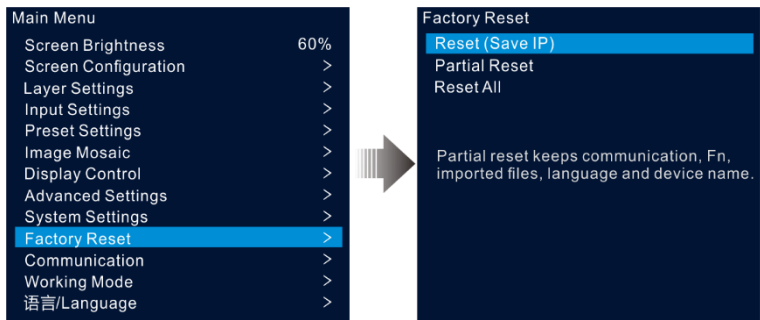 Main Menu
Screen Brightness 60%
Screen Configuration >
Layer Settings >
Input Settings >
Preset Settings >
Image Mosaic >
Display Control >
Advanced Settings >
System Settings >
Factory Reset >
Communication >
Working Mode >
语言/Language >
Factory Reset
Reset (Save IP)
Partial Reset
Reset All
Partial reset keeps communication, Fn,
imported files, language and device name.